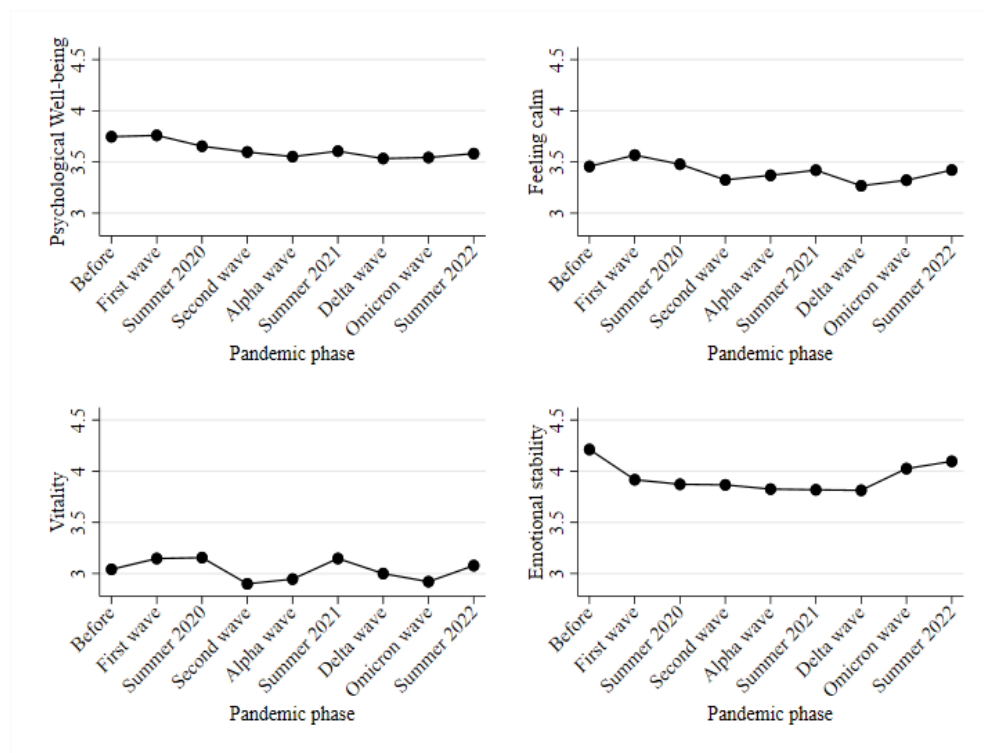 Psychological Well-being
4.5
4
3.5
3
Before
First wave
Summer 2020
Second wave
Alpha wave
Summer 2021
Delta wave
Omicron wave
Summer 2022
Pandemic phase
Feeling calm
4.5
4
3.5
3
Before
First wave
Summer 2020
Second wave
Alpha wave
Summer 2021
Delta wave
Omicron wave
Summer 2022
Pandemic phase
Vitality
4.5
4
3.5
3
Before
First wave
Summer 2020
Second wave
Alpha wave
Summer 2021
Delta wave
Omicron wave
Summer 2022
Pandemic phase
Emotional stability
4.5
4
3.5
3
Before
First wave
Summer 2020
Second wave
Alpha wave
Summer 2021
Delta wave
Omicron wave
Summer 2022
Pandemic phase